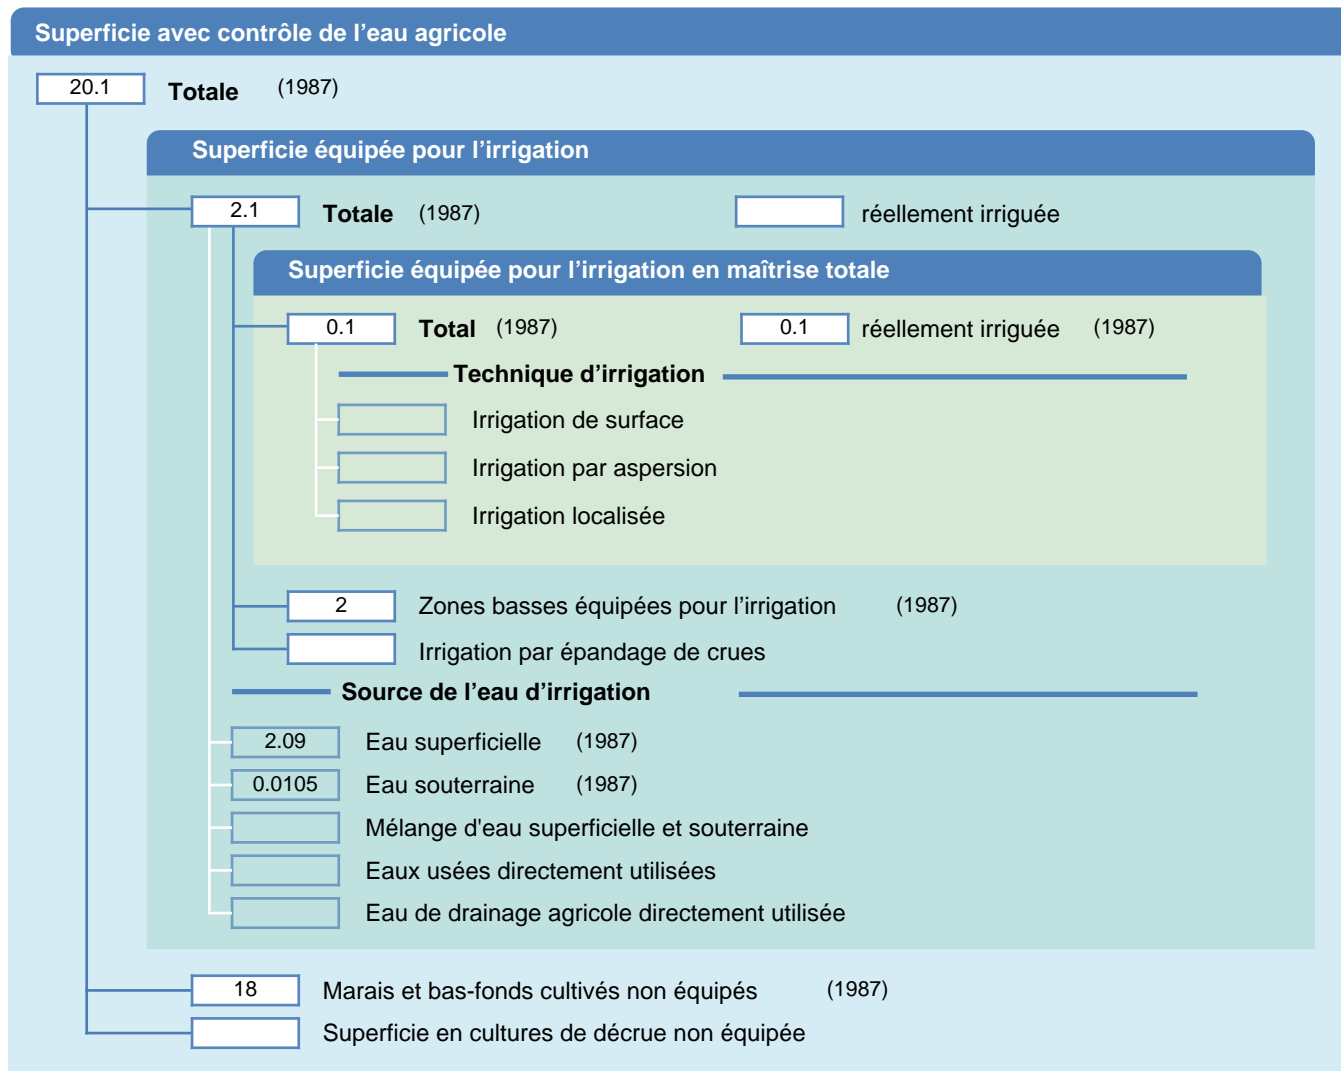 Superficie avec contrôle de l’eau agricole
20.1 Totale (1987)
Superficie équipée pour l’irrigation
2.1 Totale (1987) réellement irriguée
Superficie équipée pour l’irrigation en maîtrise totale
0.1 Total (1987) 0.1 réellement irriguée (1987)
Technique d’irrigation
Irrigation de surface
Irrigation par aspersion
Irrigation localisée
2 Zones basses équipées pour l’irrigation (1987)
Irrigation par épandage de crues
Source de l’eau d’irrigation
2.09 Eau superficielle (1987)
0.0105 Eau souterraine (1987)
Mélange d'eau superficielle et souterraine
Eaux usées directement utilisées
Eau de drainage agricole directement utilisée
18 Marais et bas-fonds cultivés non équipés (1987)
Superficie en cultures de décrue non équipée